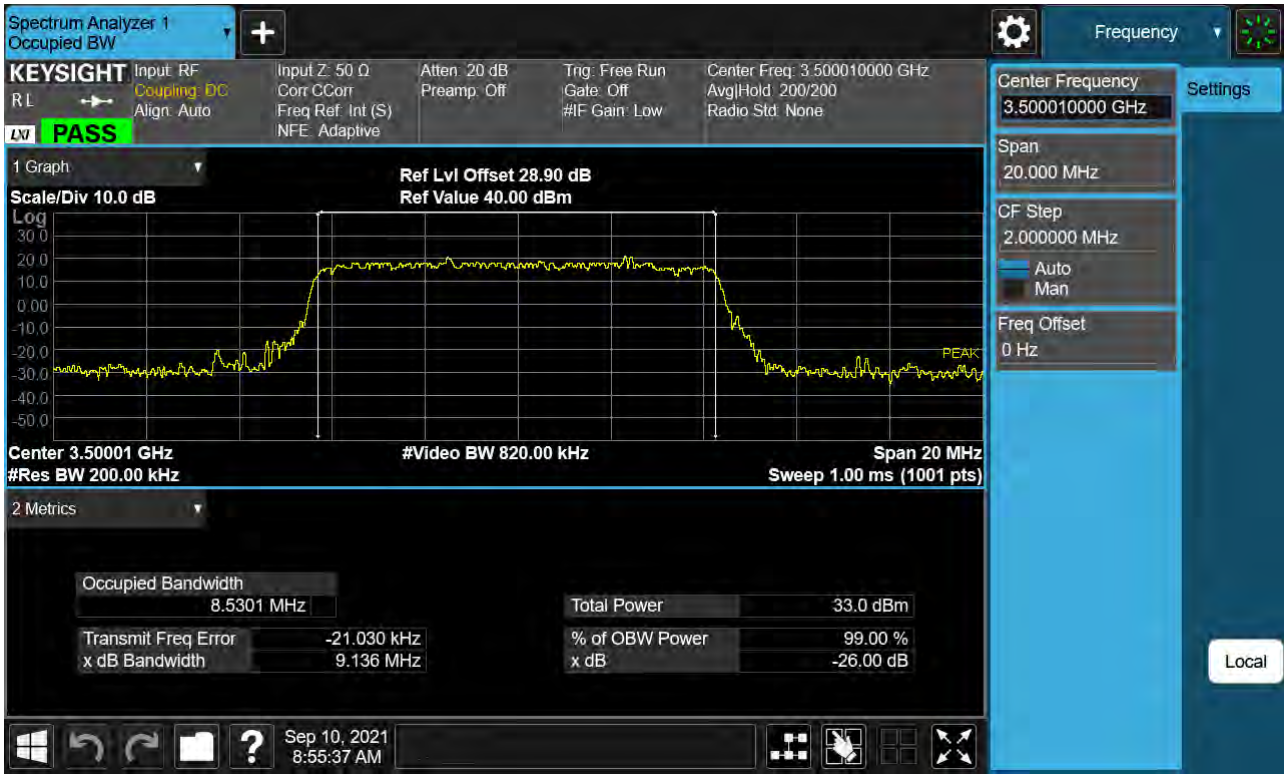 Spectrum Analyzer 1
Occupied BW
+
Frequency
KEYSIGHT
RL
LXI PASS
Input: RF
Coupling: DC
Align: Auto
Input Z: 50 Ω
Corr CCorr
Freq Ref: Int (S)
NFE: Adaptive
Atten: 20 dB
Preamp: Off
Trig: Free Run
Gate: Off
#IF Gain: Low
Center Freq: 3.500010000 GHz
Avg|Hold: 200/200
Radio Std: None
1 Graph
Scale/Div 10.0 dB
Ref Lvl Offset 28.90 dB
Ref Value 40.00 dBm
Log
30.0
20.0
10.0
0.00
-10.0
-20.0
-30.0
-40.0
-50.0
PEAK
Center 3.50001 GHz
#Video BW 820.00 kHz
Span 20 MHz
#Res BW 200.00 kHz
Sweep 1.00 ms (1001 pts)
2 Metrics
Occupied Bandwidth
8.5301 MHz
Transmit Freq Error -21.030 kHz
x dB Bandwidth 9.136 MHz
Total Power 33.0 dBm
% of OBW Power 99.00 %
x dB -26.00 dB
Center Frequency
3.500010000 GHz
Span
20.000 MHz
CF Step
2.000000 MHz
Auto
Man
Freq Offset
0 Hz
Settings
Local
?
Sep 10, 2021
8:55:37 AM